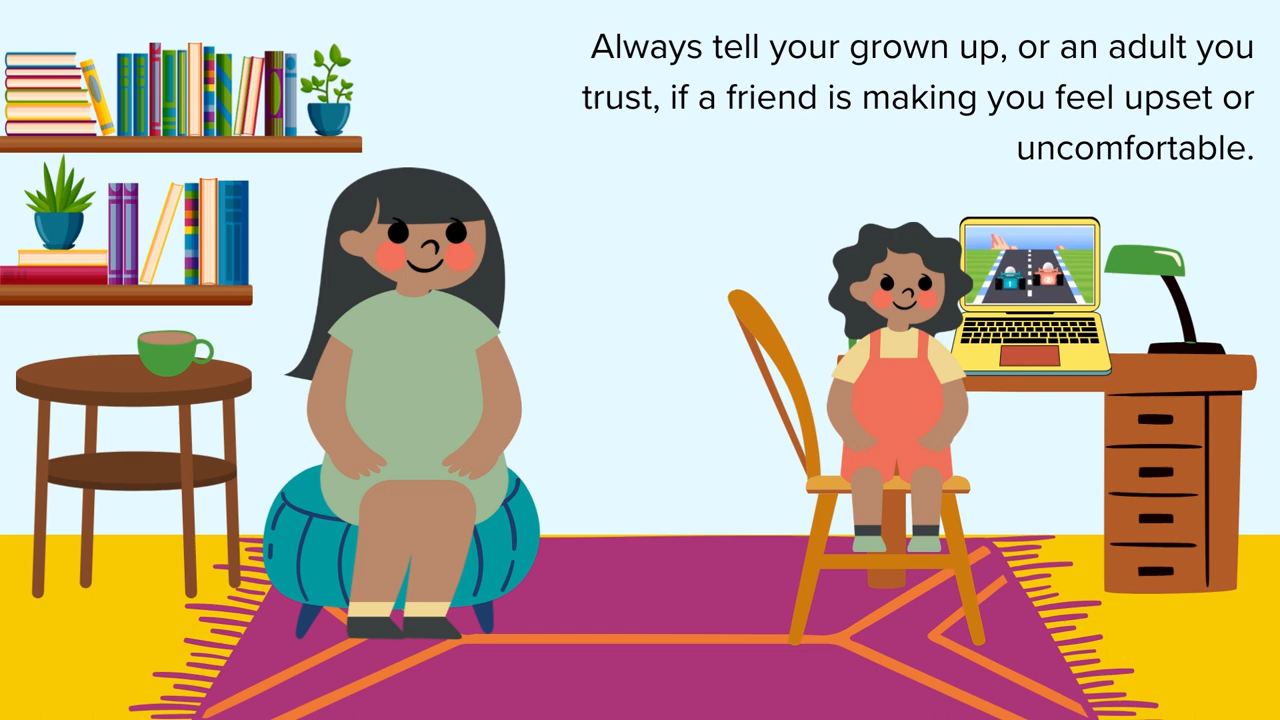 Always tell your grown up, or an adult you
trust, if a friend is making you feel upset or
uncomfortable.